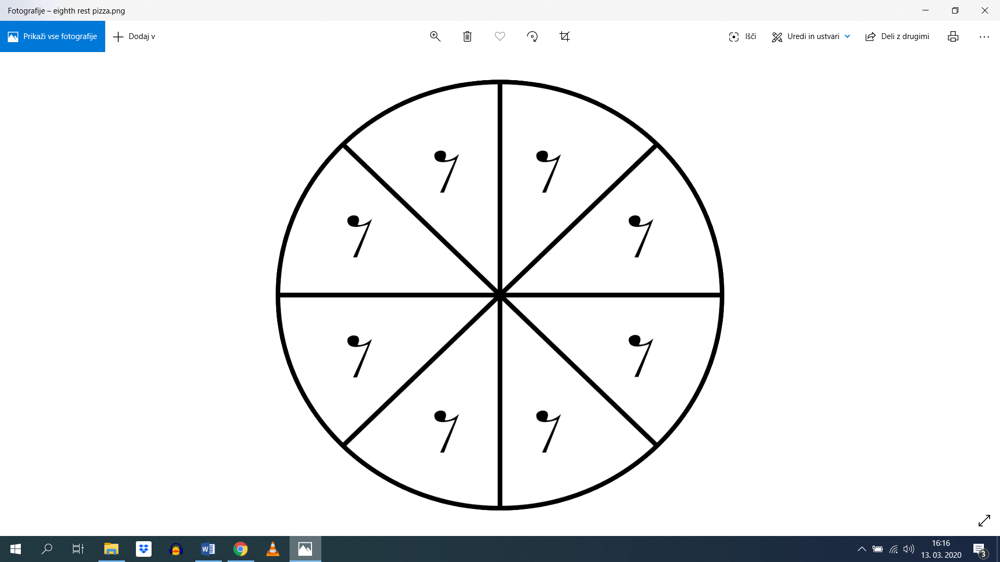 Fotografije – eighth rest pizza.png
Prikaži vse fotografije
Dodaj v
Išči
Uredi in ustvari
Deli z drugimi
16:16
13. 03. 2020
3